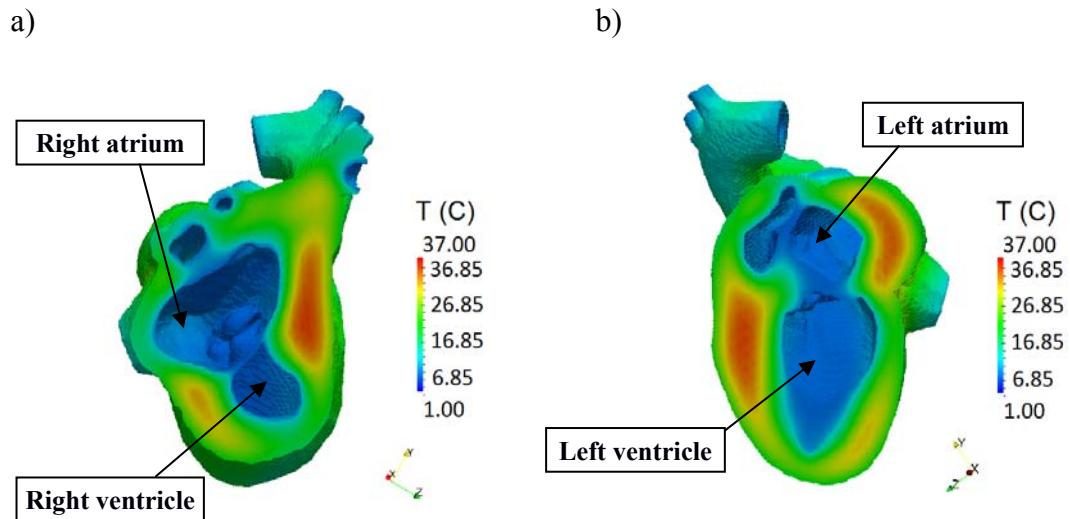 a)
Right atrium
T (C)
37.00
36.85
26.85
16.85
6.85
1.00
Right ventricle
Y
X
Z
b)
Left atrium
T (C)
37.00
36.85
26.85
16.85
6.85
1.00
Left ventricle
Y
X
Z